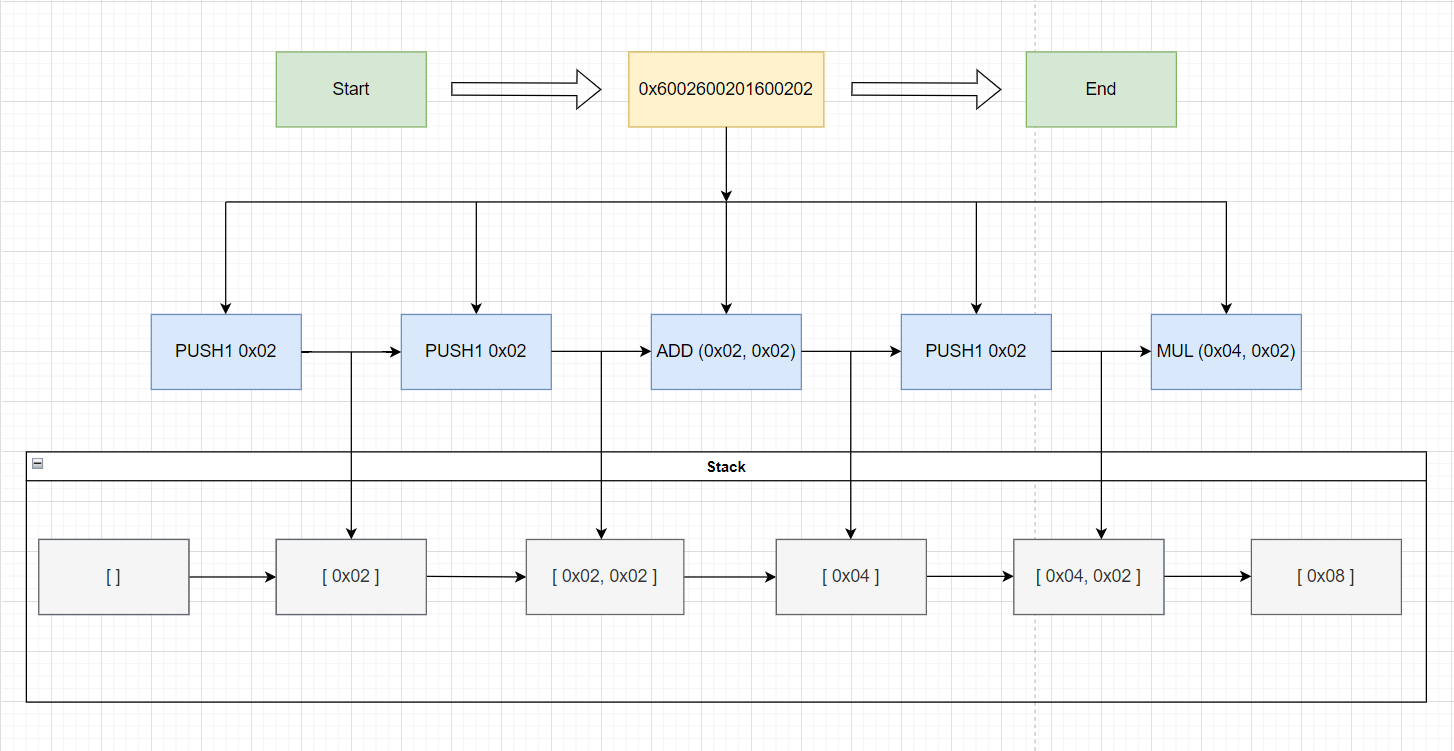 Start
0x6002600201600202
End
PUSH1 0x02
PUSH1 0x02
ADD (0x02, 0x02)
PUSH1 0x02
MUL (0x04, 0x02)
Stack
[ ]
[ 0x02 ]
[ 0x02, 0x02 ]
[ 0x04 ]
[ 0x04, 0x02 ]
[ 0x08 ]